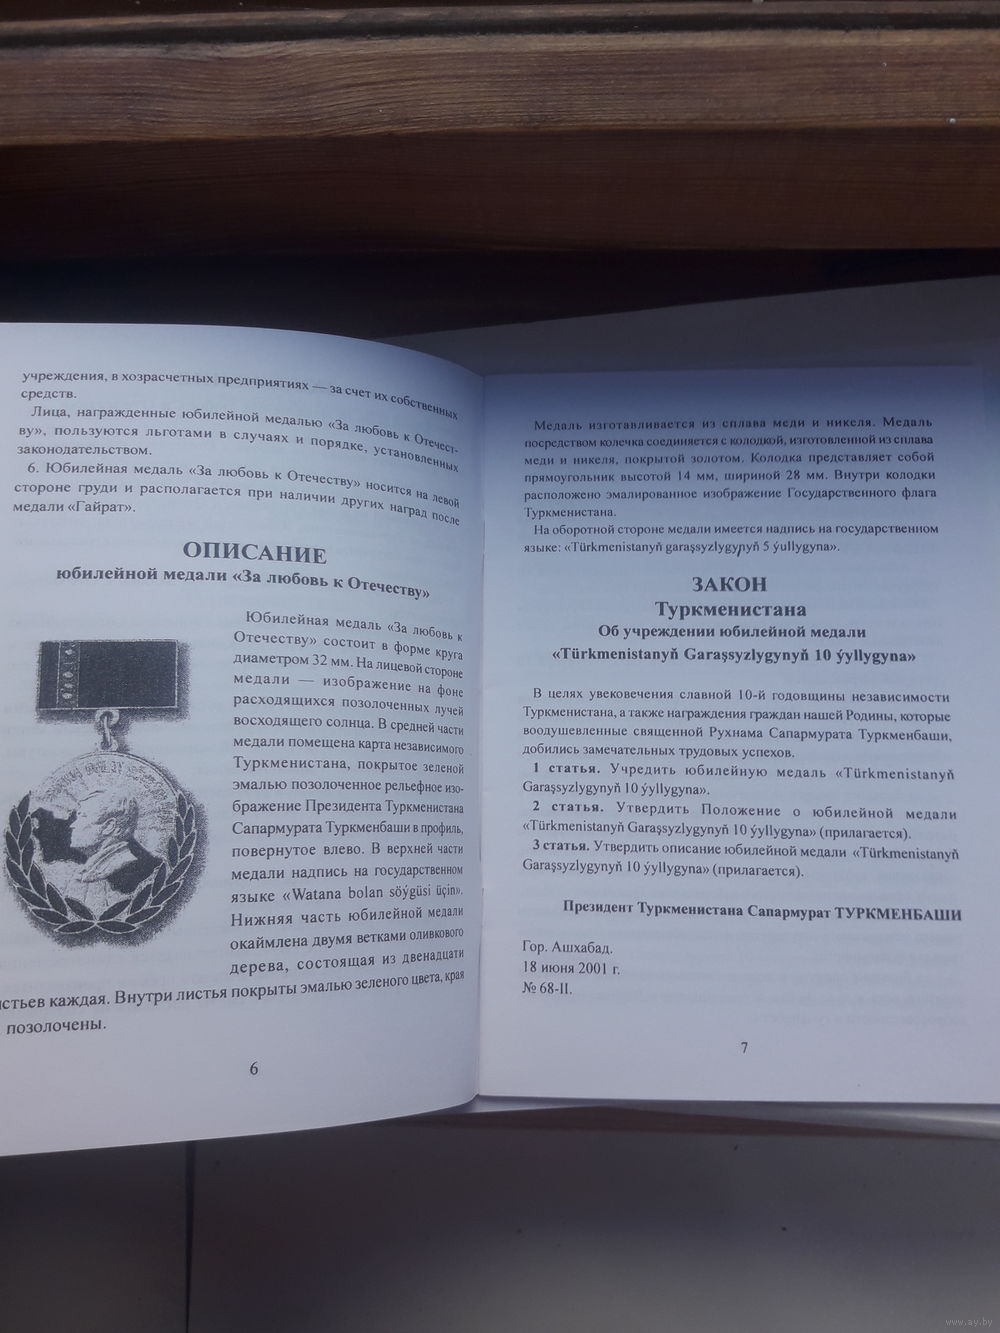 учреждения, в хозрасчетных предприятиях — за счет их собственных
средств.
Лица, награжденные юбилейной медалью «За любовь к Отечест-
ву», пользуются льготами в случаях и порядке, установленных
законодательством.
6. Юбилейная медаль «За любовь к Отечеству» носится на левой
стороне груди и располагается при наличии других наград после
медали «Гайрат».
ОПИСАНИЕ
юбилейной медали «За любовь к Отечеству»
Юбилейная медаль «За любовь к
Отечеству» состоит в форме круга
диаметром 32 мм. На лицевой стороне
медали — изображение на фоне
расходящихся позолоченных лучей
восходящего солнца. В средней части
медали помещена карта независимого
Туркменистана, покрытое зеленой
эмалью позолоченное рельефное изо-
бражение Президента Туркменистана
Сапармурата Туркменбаши в профиль,
повернутое влево. В верхней части
медали надпись на государственном
языке «Watana bolan söýgüsi üçin».
Нижняя часть юбилейной медали
окаймлена двумя ветками оливкового
дерева, состоящая из двенадцати
истьев каждая. Внутри листья покрыты эмалью зеленого цвета, края
позолочены.
6
Медаль изготавливается из сплава меди и никеля. Медаль
посредством колечка соединяется с колодкой, изготовленной из сплава
меди и никеля, покрытой золотом. Колодка представляет собой
прямоугольник высотой 14 мм, шириной 28 мм. Внутри колодки
расположено эмалированное изображение Государственного флага
Туркменистана.
На оборотной стороне медали имеется надпись на государственном
языке: «Türkmenistanyň garaşsyzlygynyň 5 ýullygyna».
ЗАКОН
Туркменистана
Об учреждении юбилейной медали
«Türkmenistanyň Garaşsyzlygynyň 10 ýyllygyna»
В целях увековечения славной 10-й годовщины независимости
Туркменистана, а также награждения граждан нашей Родины, которые
воодушевленные священной Рухнама Сапармурата Туркменбаши,
добились замечательных трудовых успехов.
1 статья. Учредить юбилейную медаль «Türkmenistanyň
Garaşsyzlygynyň 10 ýyllygyna».
2 статья. Утвердить Положение о юбилейной медали
«Türkmenistanyň Garaşsyzlygynyň 10 ýyllygyna» (прилагается).
3 статья. Утвердить описание юбилейной медали «Türkmenistanyň
Garaşsyzlygynyň 10 ýyllygyna» (прилагается).
Президент Туркменистана Сапармурат ТУРКМЕНБАШИ
Гор. Ашхабад.
18 июня 2001 г.
№ 68-II.
7
www.ay.by